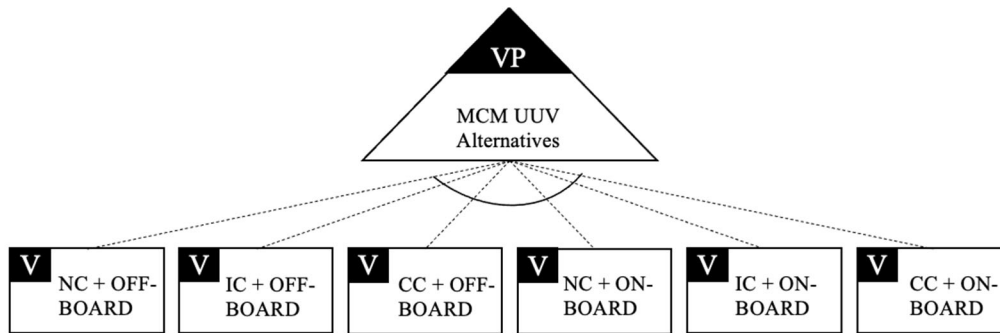 VP
MCM UUV
Alternatives
V
NC + OFF-
BOARD
V
IC + OFF-
BOARD
V
CC + OFF-
BOARD
V
NC + ON-
BOARD
V
IC + ON-
BOARD
V
CC + ON-
BOARD